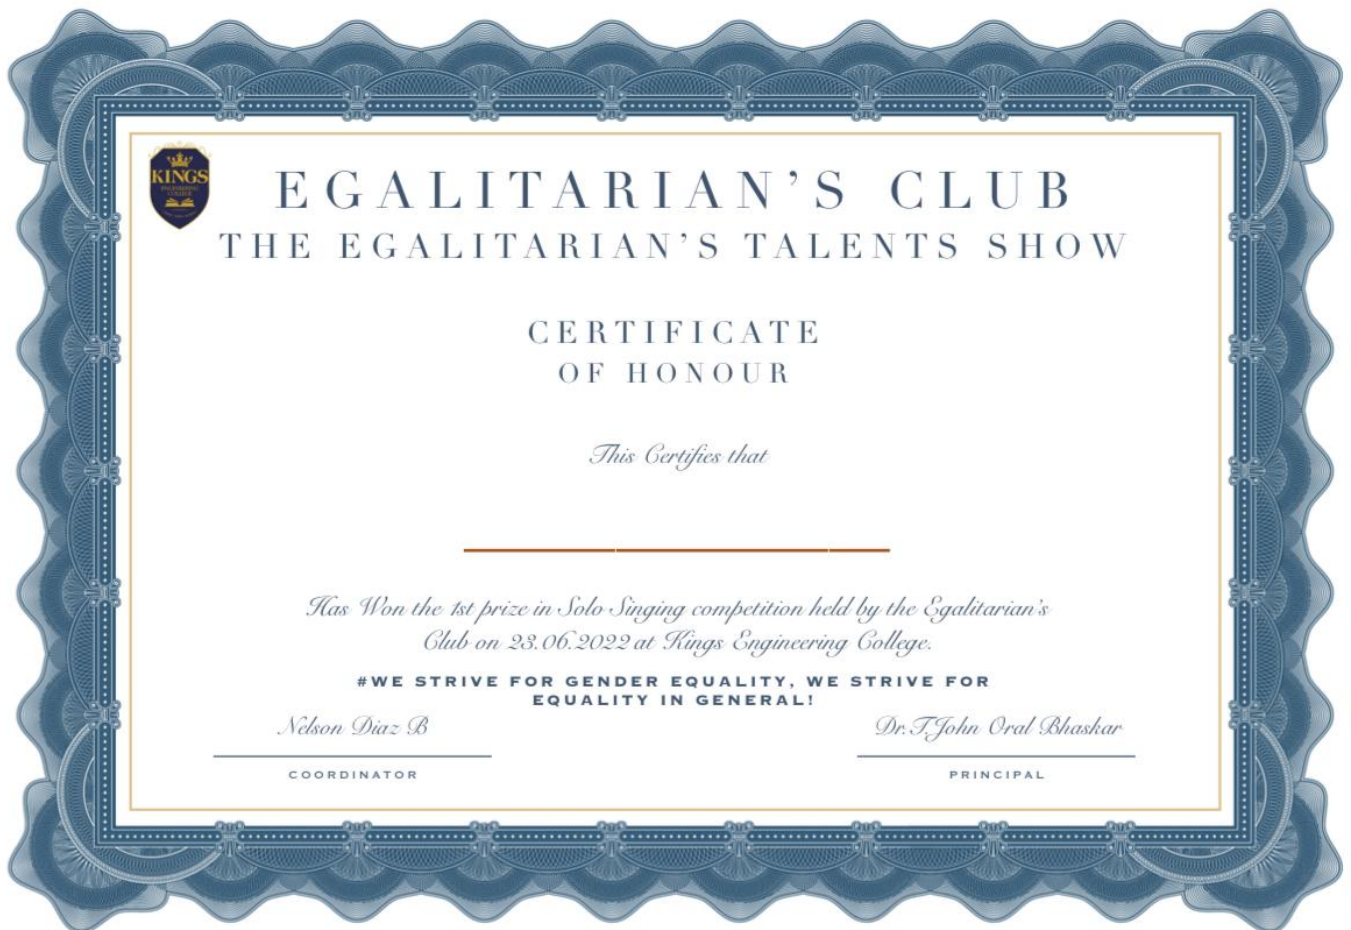 KINGS
ENGINEERING
COLLEGE
EGALITARIAN’S CLUB
THE EGALITARIAN’S TALENTS SHOW
CERTIFICATE
OF HONOUR
This Certifies that
Has Won the 1st prize in Solo Singing competition held by the Egalitarian’s
Club on 23.06.2022 at Kings Engineering College.
#WE STRIVE FOR GENDER EQUALITY, WE STRIVE FOR
EQUALITY IN GENERAL!
Nelson Diaz B
Dr.T.John Oral Bhaskar
COORDINATOR
PRINCIPAL